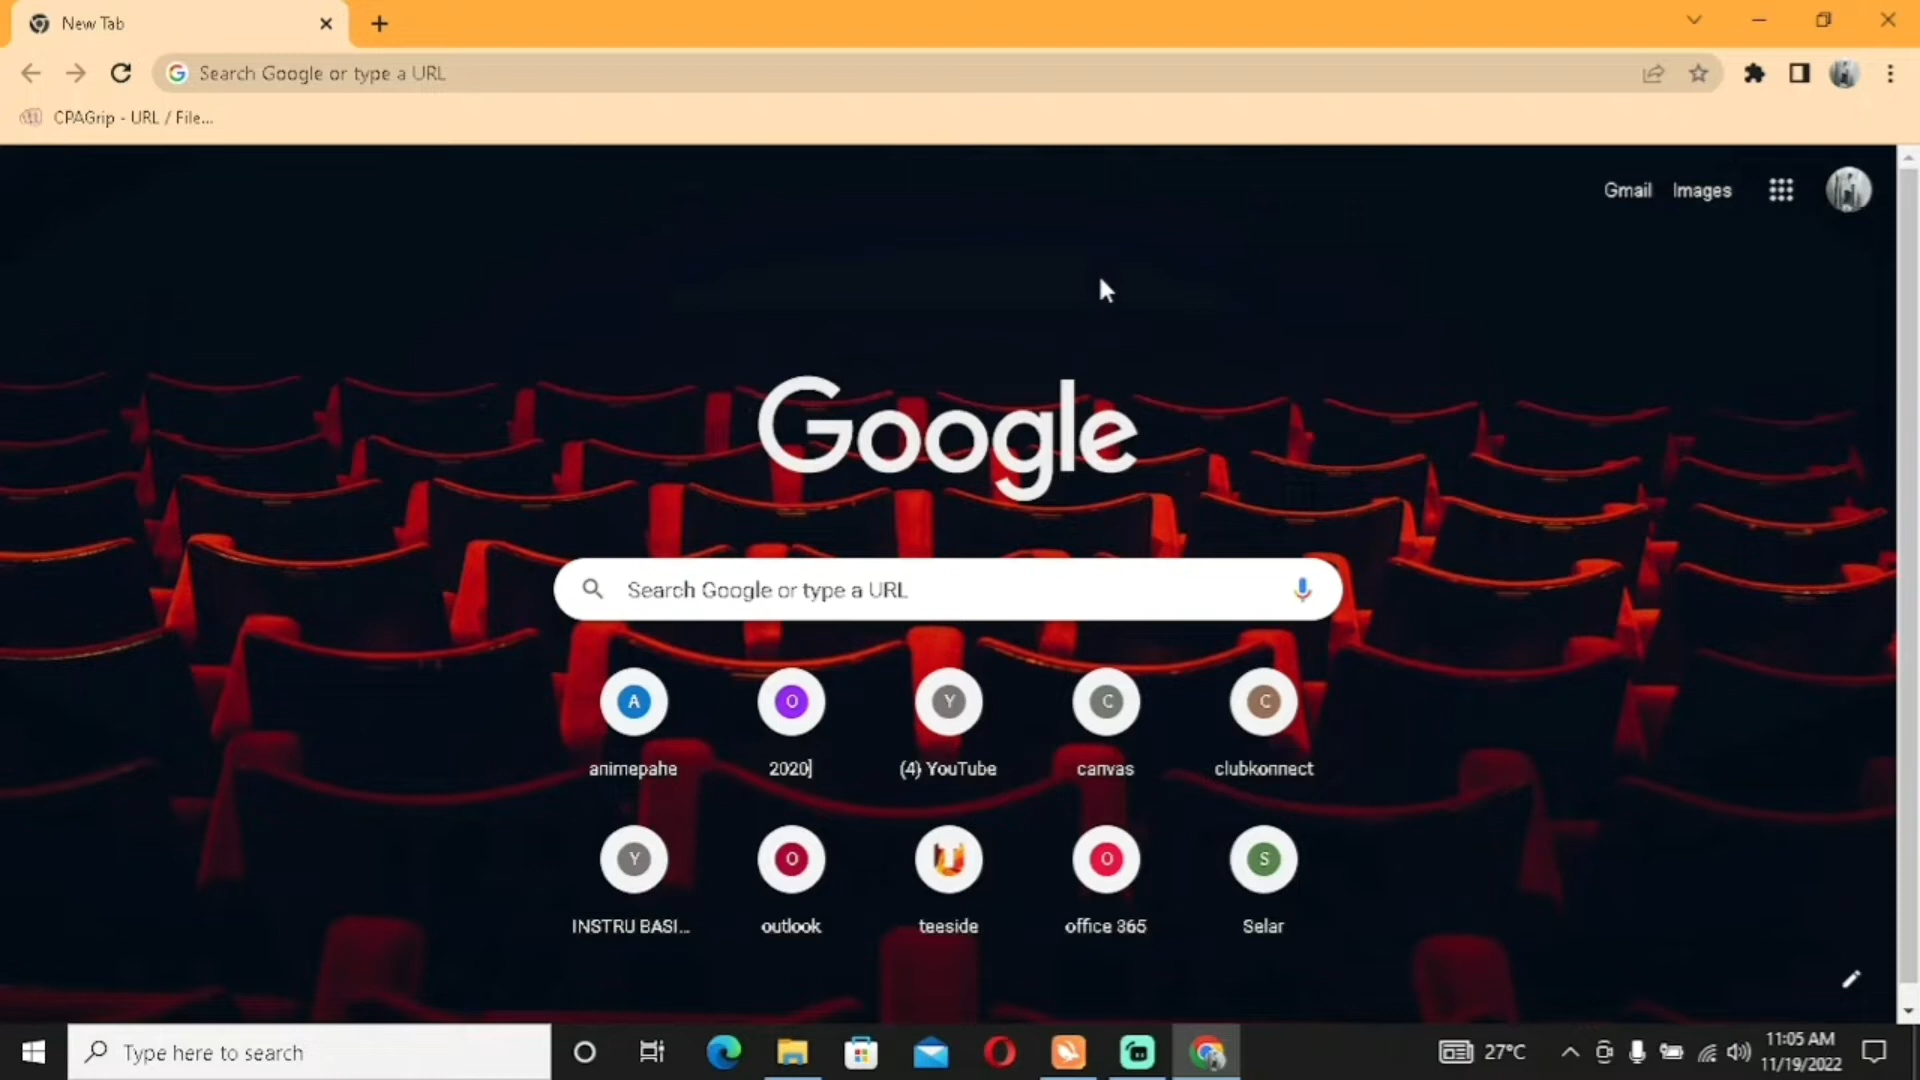 New Tab
Search Google or type a URL
CPAGrip - URL / File...
Gmail Images
Google
Search Google or type a URL
A O Y C C
animepahe 2020] (4) YouTube canvas clubkonnect
Y O U O S
INSTRU BASI... outlook teeside office 365 Selar
Type here to search
27°C
11:05 AM
11/19/2022